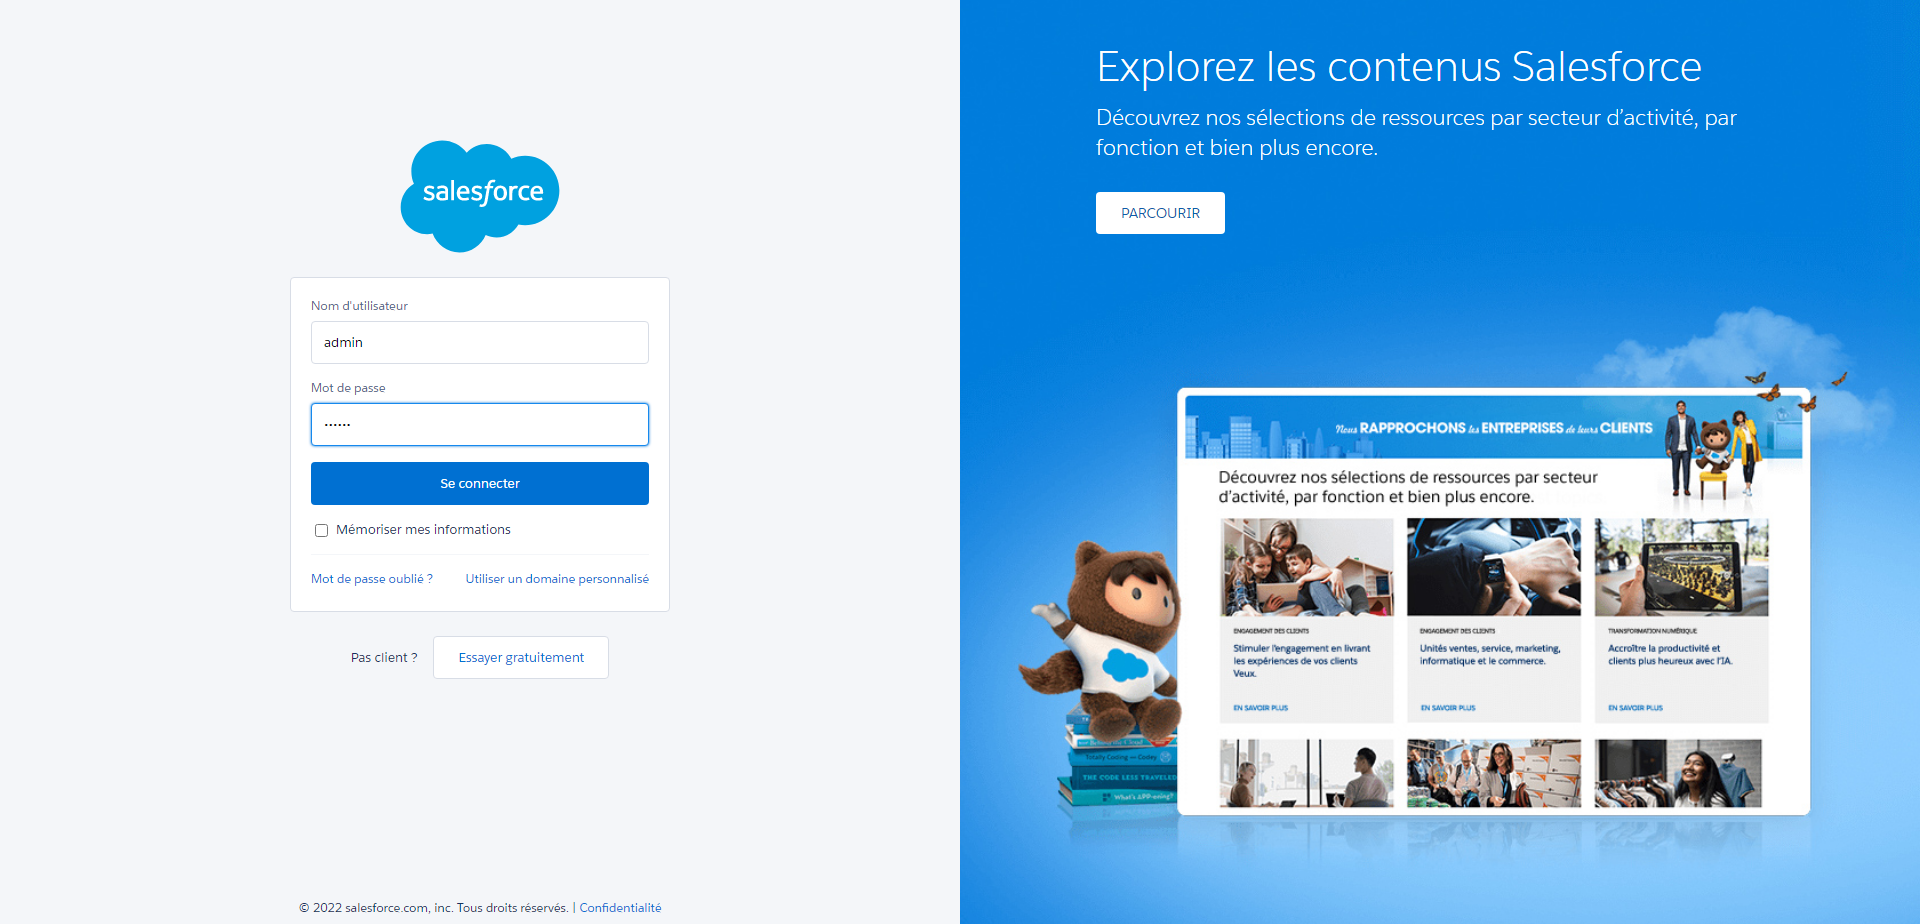 salesforce
Nom d'utilisateur
admin
Mot de passe
••••••
Se connecter
Mémoriser mes informations
Mot de passe oublié ?
Utiliser un domaine personnalisé
Pas client ?
Essayer gratuitement
© 2022 salesforce.com, inc. Tous droits réservés. | Confidentialité
Explorez les contenus Salesforce
Découvrez nos sélections de ressources par secteur d’activité, par
fonction et bien plus encore.
PARCOURIR
Nous RAPPROCHONS les ENTREPRISES de leurs CLIENTS
Découvrez nos sélections de ressources par secteur
d’activité, par fonction et bien plus encore.
ENGAGEMENT DES CLIENTS
Stimuler l’engagement en livrant
les expériences de vos clients
Veux.
EN SAVOIR PLUS
ENGAGEMENT DES CLIENTS
Unités ventes, service, marketing,
informatique et le commerce.
EN SAVOIR PLUS
TRANSFORMATION NUMÉRIQUE
Accroître la productivité et
clients plus heureux avec l’IA.
EN SAVOIR PLUS
Totally Coding — Codey
THE CODE LESS TRAVELED
What's APP-ening?